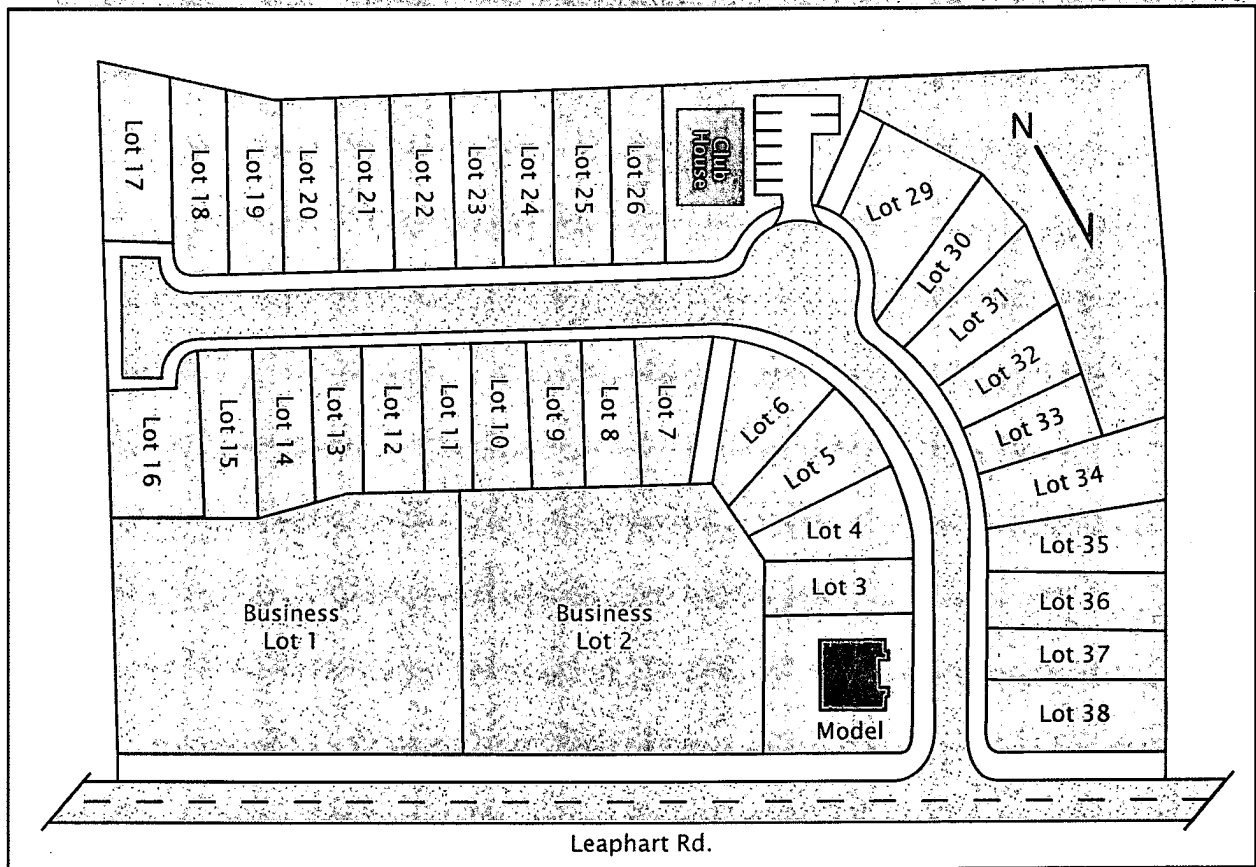 Lot 17
Lot 18
Lot 19
Lot 20
Lot 21
Lot 22
Lot 23
Lot 24
Lot 25
Lot 26
Club
House
N
Lot 29
Lot 30
Lot 31
Lot 32
Lot 33
Lot 34
Lot 35
Lot 36
Lot 37
Lot 38
Lot 16
Lot 15
Lot 14
Lot 13
Lot 12
Lot 11
Lot 10
Lot 9
Lot 8
Lot 7
Lot 6
Lot 5
Lot 4
Lot 3
Business
Lot 1
Business
Lot 2
Model
Leaphart Rd.